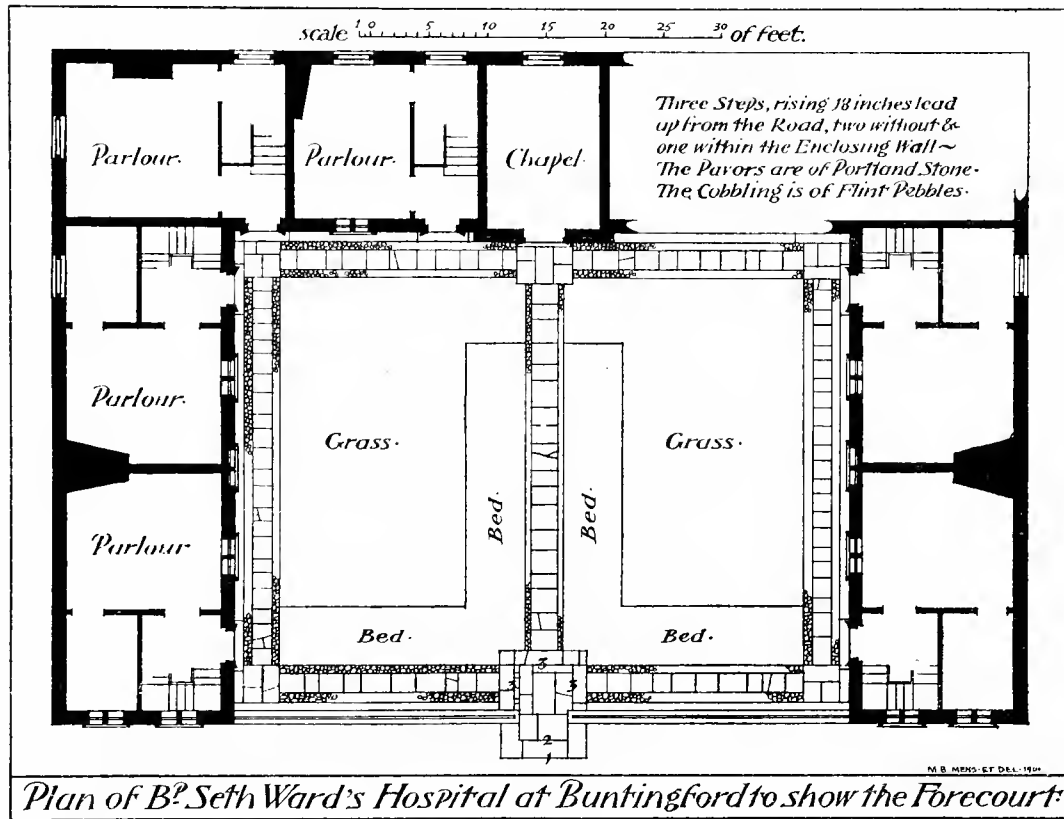 scale 1 0 5 10 15 20 25 30 of feet.
Three Steps, rising 18 inches lead
up from the Road, two without &
one within the Enclosing Wall~
The Pavors are of Portland Stone.
The Cobbling is of Flint Pebbles.
Parlour.
Parlour.
Chapel.
Parlour.
Grass.
Grass.
Bed.
Bed.
Parlour
Bed.
Bed.
3
3
3
2
1
M B. MENS. ET DEL. 1900
Plan of Bp. Seth Ward's Hospital at Buntingford to show the Forecourt.